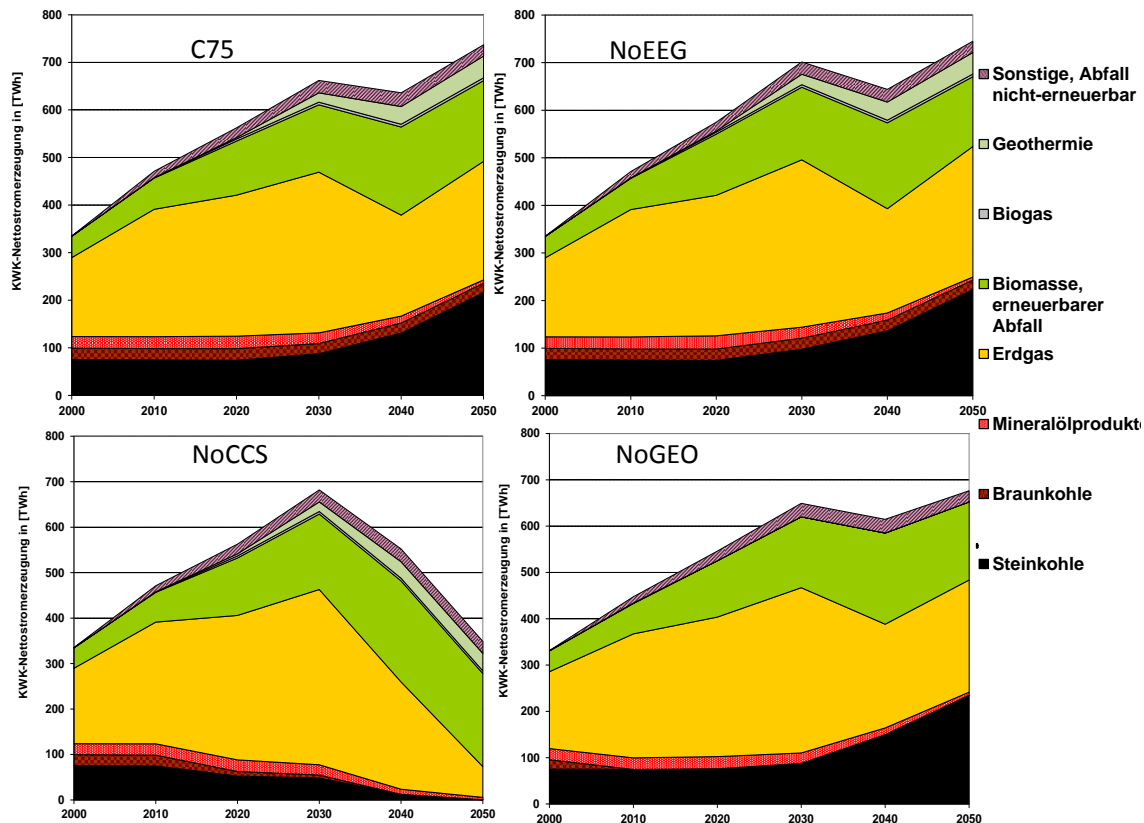 C75
KWK-Nettostromerzeugung in [TWh]
800
700
600
500
400
300
200
100
0
2000 2010 2020 2030 2040 2050
NoEEG
KWK-Nettostromerzeugung in [TWh]
800
700
600
500
400
300
200
100
0
2000 2010 2020 2030 2040 2050
NoCCS
KWK-Nettostromerzeugung in [TWh]
800
700
600
500
400
300
200
100
0
2000 2010 2020 2030 2040 2050
NoGEO
KWK-Nettostromerzeugung in [TWh]
800
700
600
500
400
300
200
100
0
2000 2010 2020 2030 2040 2050
Sonstige, Abfall
nicht-erneuerbar
Geothermie
Biogas
Biomasse,
erneuerbarer
Abfall
Erdgas
Mineralölprodukte
Braunkohle
Steinkohle